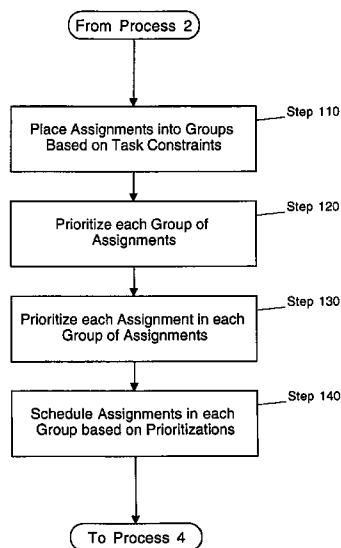 From Process 2
Step 110
Place Assignments into Groups
Based on Task Constraints
Step 120
Prioritize each Group of
Assignments
Step 130
Prioritize each Assignment in each
Group of Assignments
Step 140
Schedule Assignments in each
Group based on Prioritizations
To Process 4